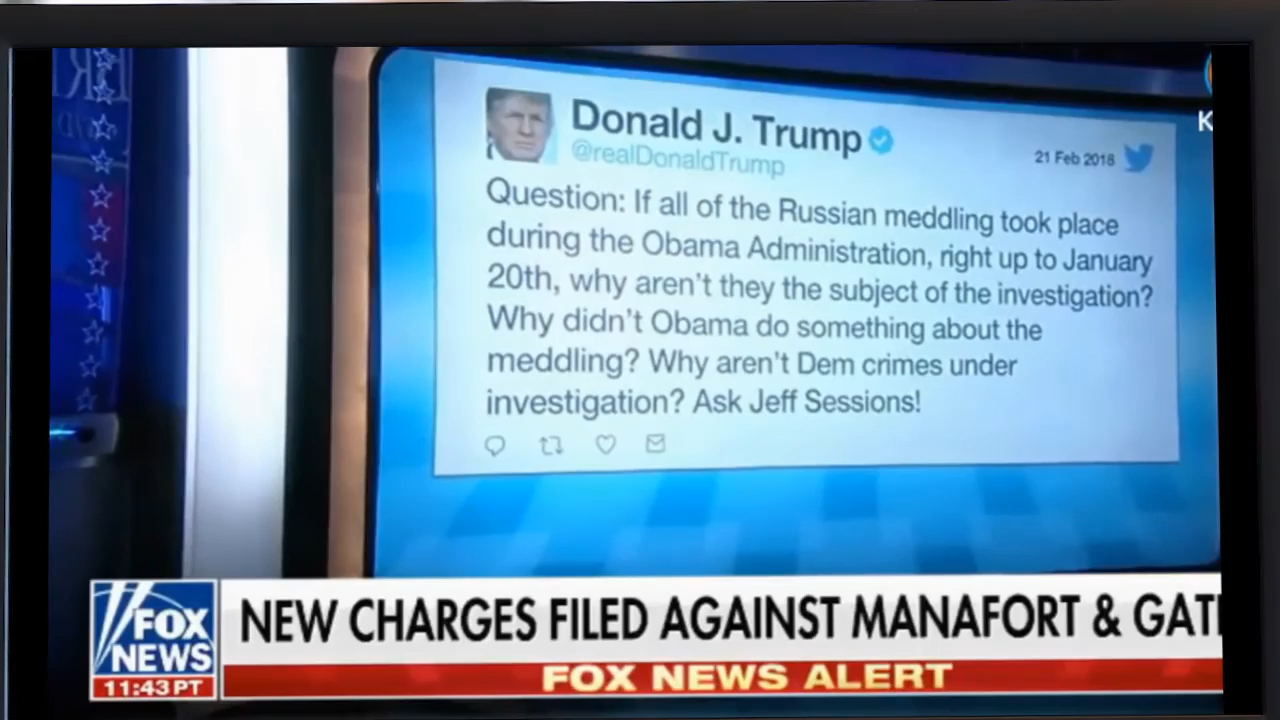 Donald J. Trump
@realDonaldTrump
21 Feb 2018
K
Question: If all of the Russian meddling took place
during the Obama Administration, right up to January
20th, why aren't they the subject of the investigation?
Why didn't Obama do something about the
meddling? Why aren't Dem crimes under
investigation? Ask Jeff Sessions!
FOX
NEWS
11:43 PT
NEW CHARGES FILED AGAINST MANAFORT & GAT
FOX NEWS ALERT